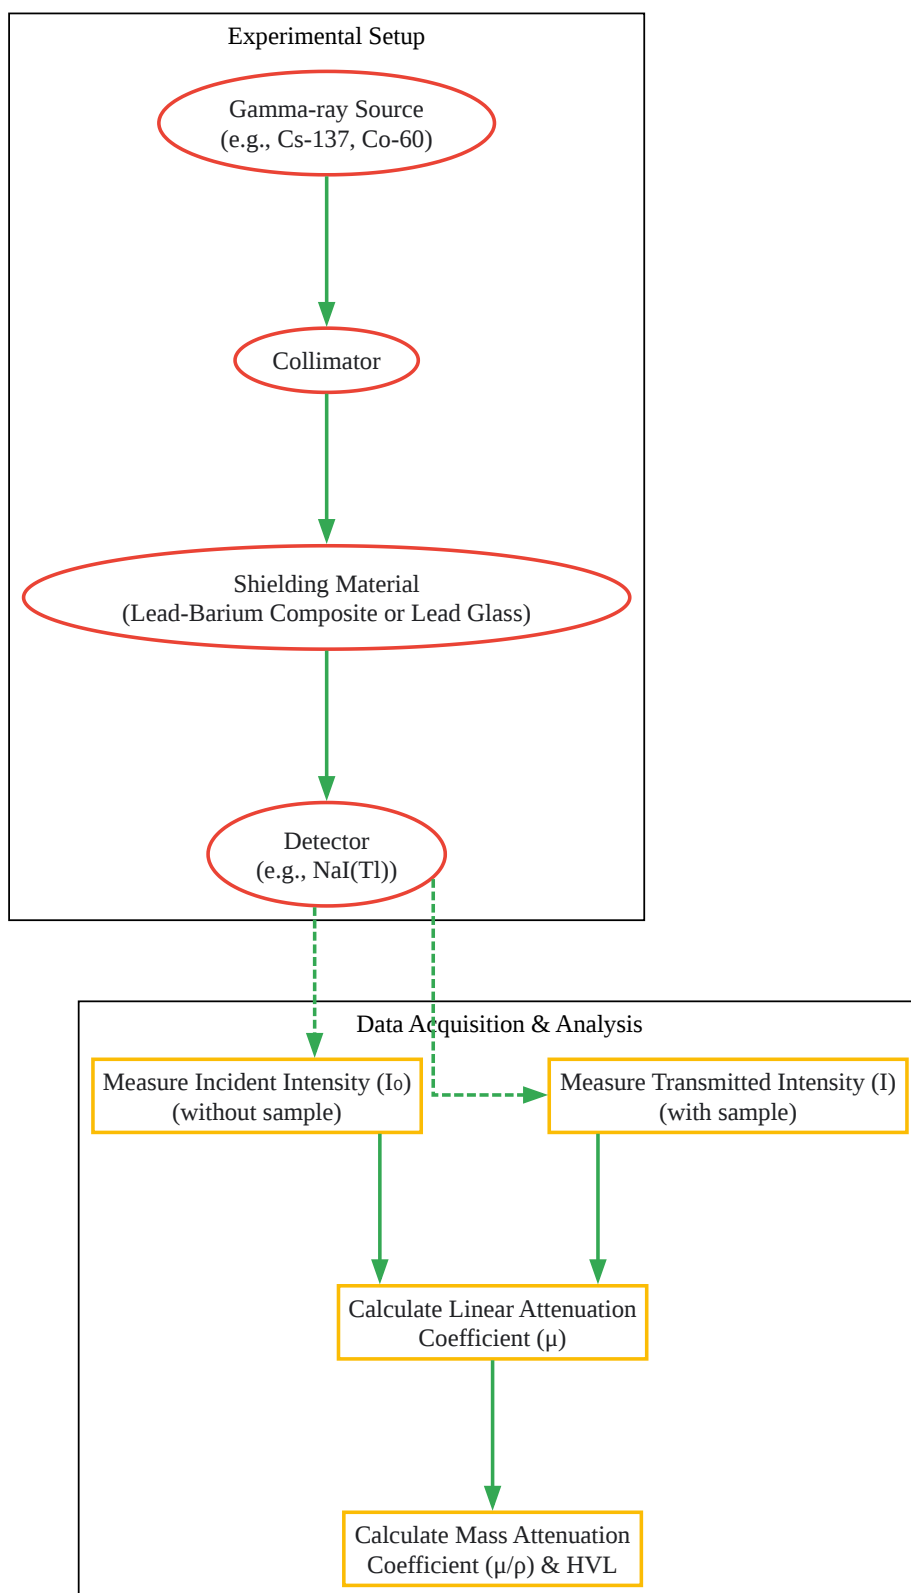 Experimental Setup
Gamma-ray Source
(e.g., Cs-137, Co-60)
Collimator
Shielding Material
(Lead-Barium Composite or Lead Glass)
Detector
(e.g., NaI(Tl))
Data Acquisition & Analysis
Measure Incident Intensity (I₀)
(without sample)
Measure Transmitted Intensity (I)
(with sample)
Calculate Linear Attenuation
Coefficient (μ)
Calculate Mass Attenuation
Coefficient (μ/ρ) & HVL